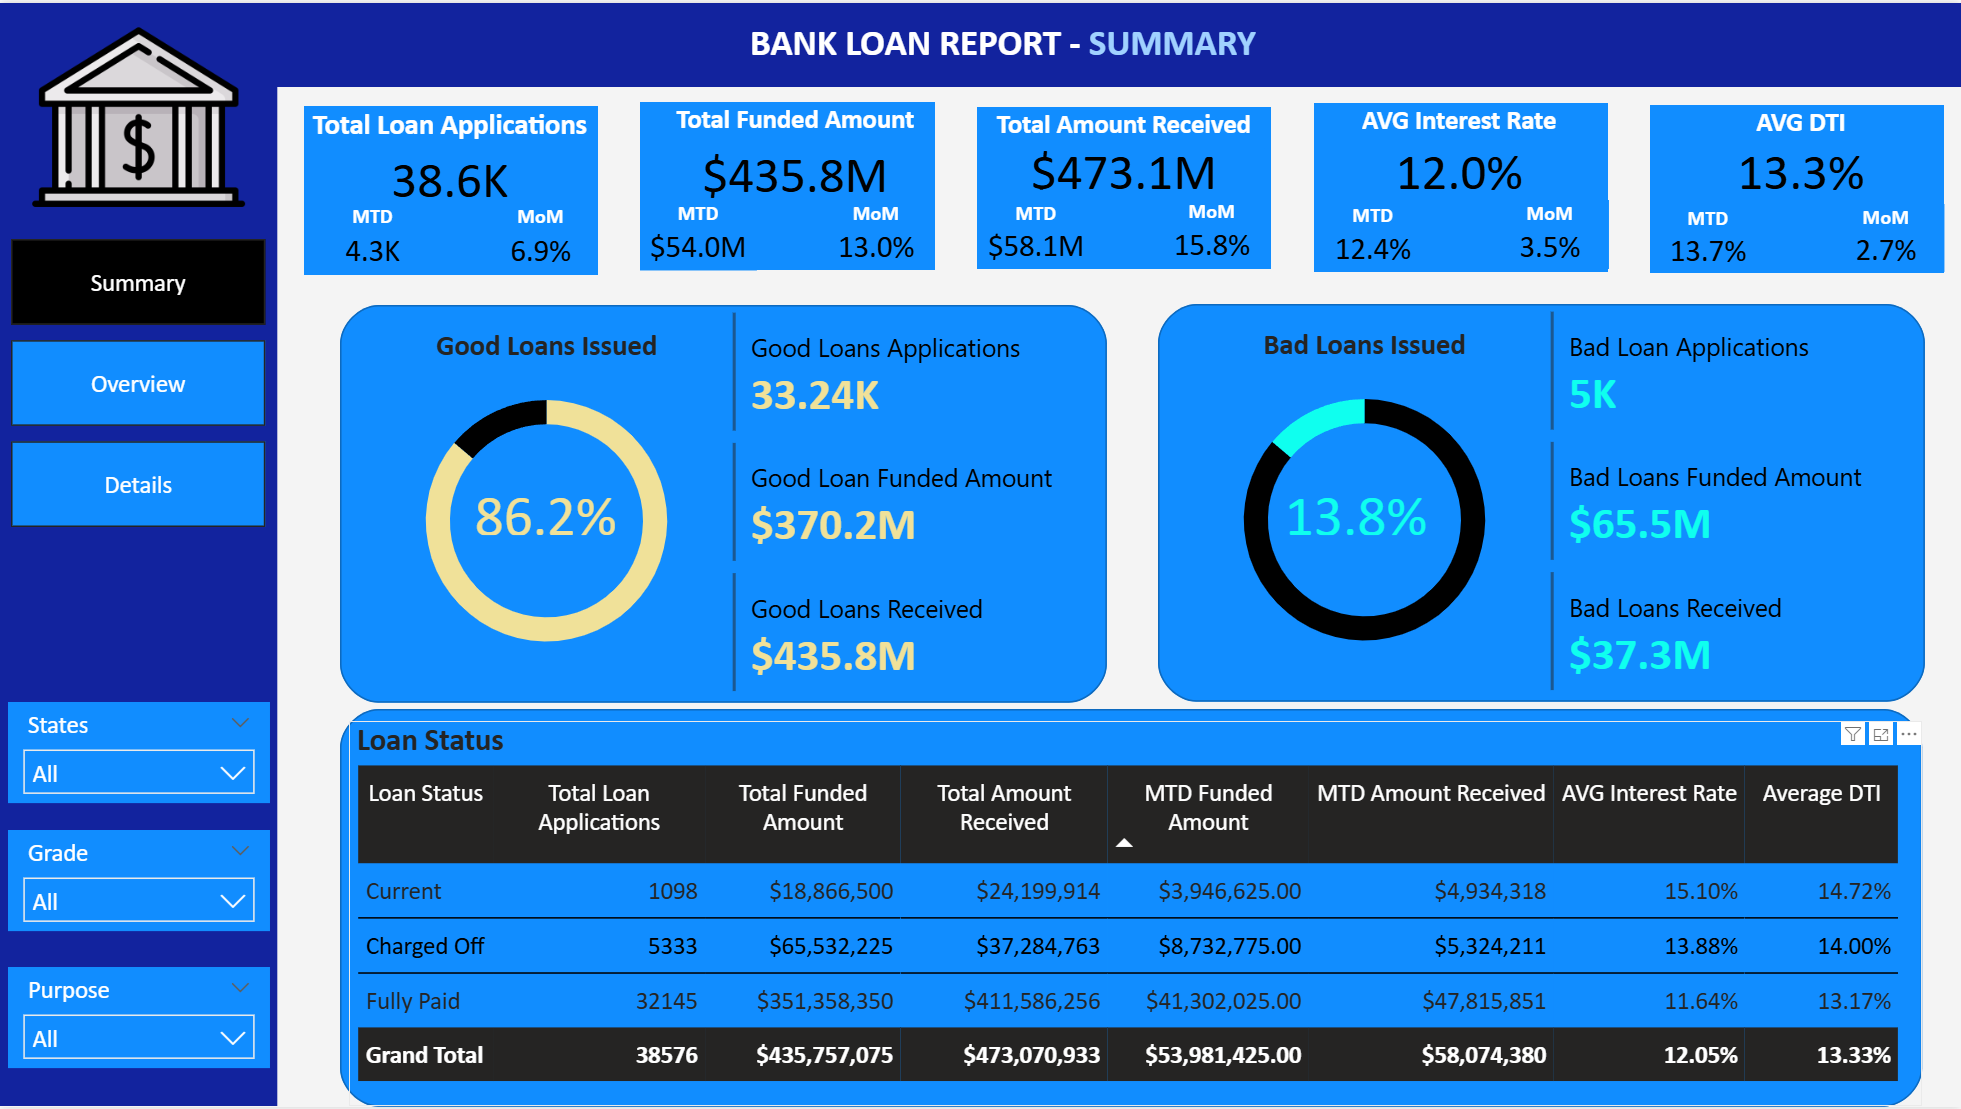 BANK LOAN REPORT - SUMMARY
$
Summary
Overview
Details
States
All
Grade
All
Purpose
All
Total Loan Applications
38.6K
MTD MoM
4.3K 6.9%
Total Funded Amount
$435.8M
MTD MoM
$54.0M 13.0%
Total Amount Received
$473.1M
MTD MoM
$58.1M 15.8%
AVG Interest Rate
12.0%
MTD MoM
12.4% 3.5%
AVG DTI
13.3%
MTD MoM
13.7% 2.7%
Good Loans Issued
86.2%
Good Loans Applications
33.24K
Good Loan Funded Amount
$370.2M
Good Loans Received
$435.8M
Bad Loans Issued
13.8%
Bad Loan Applications
5K
Bad Loans Funded Amount
$65.5M
Bad Loans Received
$37.3M
Loan Status
Loan Status Total Loan Total Funded Total Amount MTD Funded MTD Amount Received AVG Interest Rate Average DTI
Applications Amount Received Amount
Current 1098 $18,866,500 $24,199,914 $3,946,625.00 $4,934,318 15.10% 14.72%
Charged Off 5333 $65,532,225 $37,284,763 $8,732,775.00 $5,324,211 13.88% 14.00%
Fully Paid 32145 $351,358,350 $411,586,256 $41,302,025.00 $47,815,851 11.64% 13.17%
Grand Total 38576 $435,757,075 $473,070,933 $53,981,425.00 $58,074,380 12.05% 13.33%